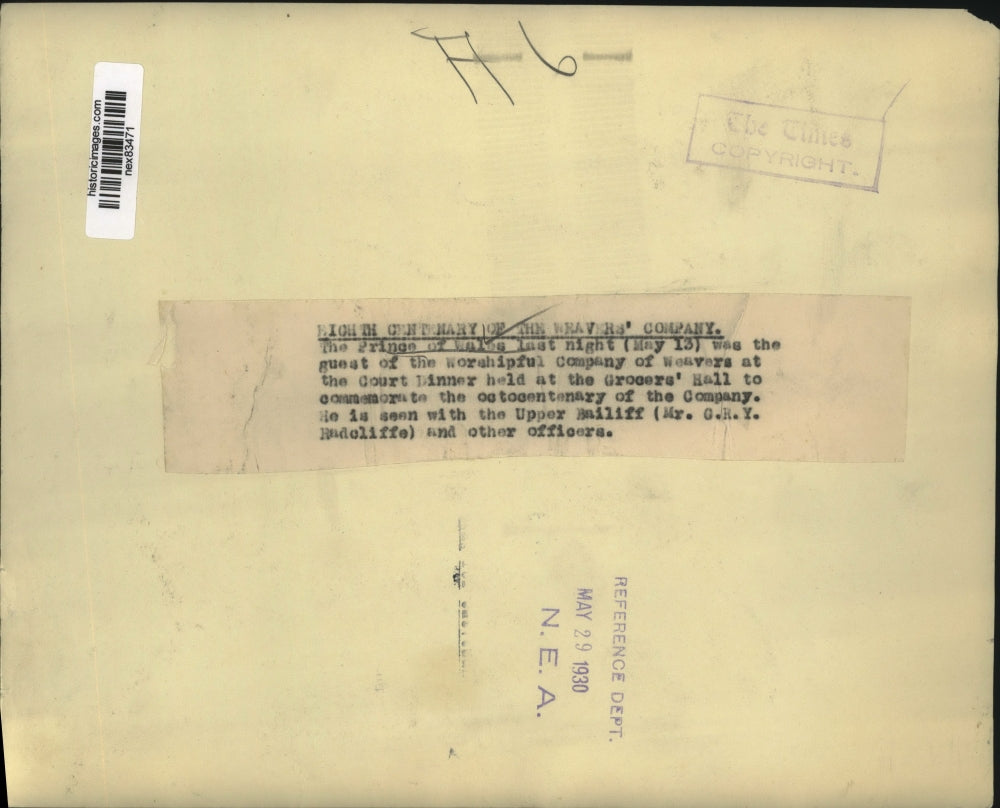 historicimages.com
nex83471
The Times
COPYRIGHT.
EIGHTH CENTENARY OF THE WEAVERS' COMPANY.
The Prince of Wales last night (May 13) was the
guest of the Worshipful Company of Weavers at
the Court Dinner held at the Grocers' Hall to
commemorate the octocentenary of the Company.
He is seen with the Upper Bailiff (Mr. C.R.Y.
Radcliffe) and other officers.
REFERENCE DEPT.
MAY 29 1930
N. E. A.